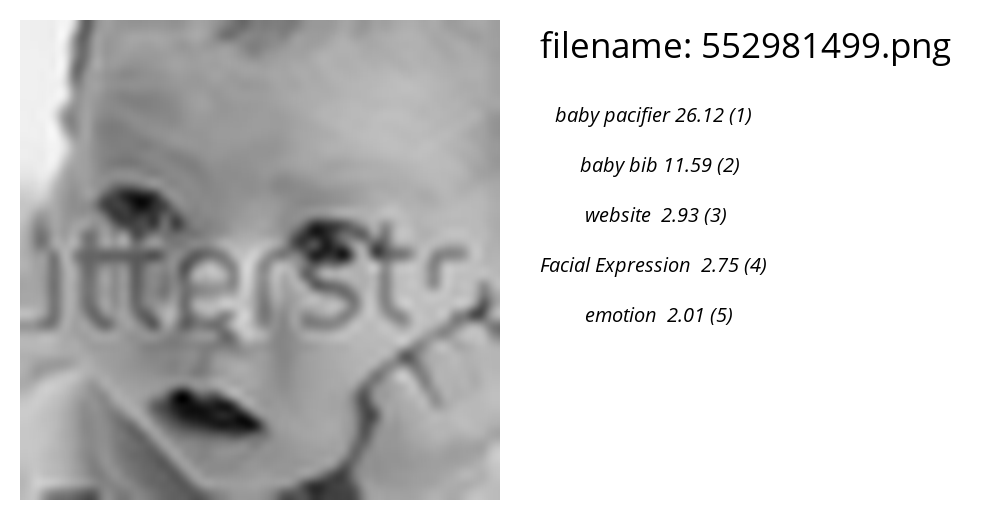 filename: 552981499.png
baby pacifier 26.12 (1)
baby bib 11.59 (2)
website 2.93 (3)
Facial Expression 2.75 (4)
emotion 2.01 (5)
utterstr